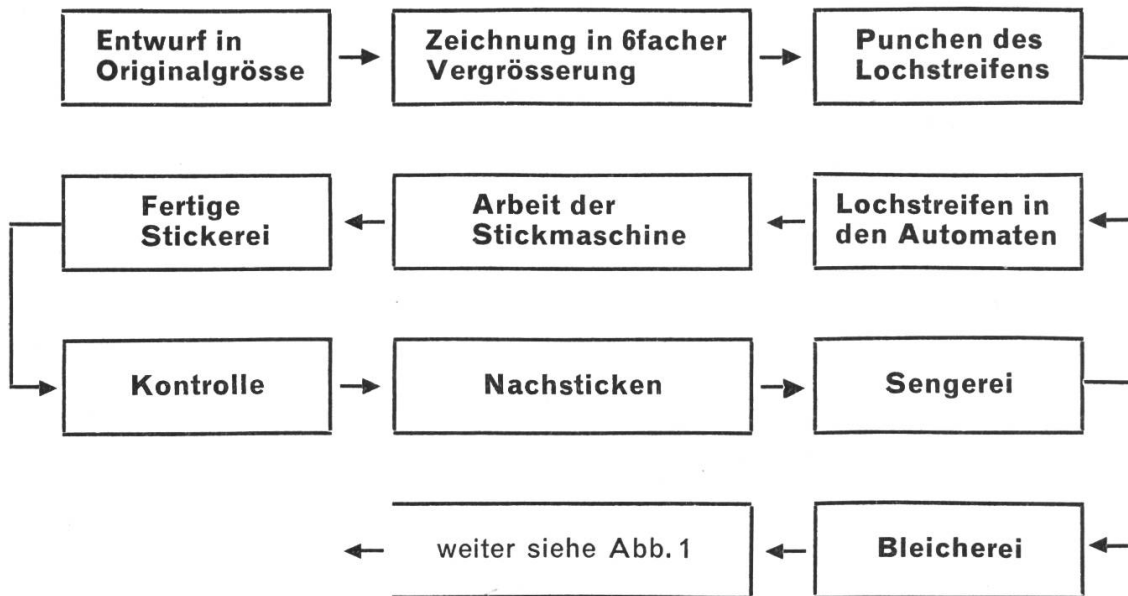 Entwurf in
Originalgrösse
Zeichnung in 6facher
Vergrösserung
Punchen des
Lochstreifens
Lochstreifen in
den Automaten
Arbeit der
Stickmaschine
Fertige
Stickerei
Kontrolle
Nachsticken
Sengerei
Bleicherei
weiter siehe Abb. 1